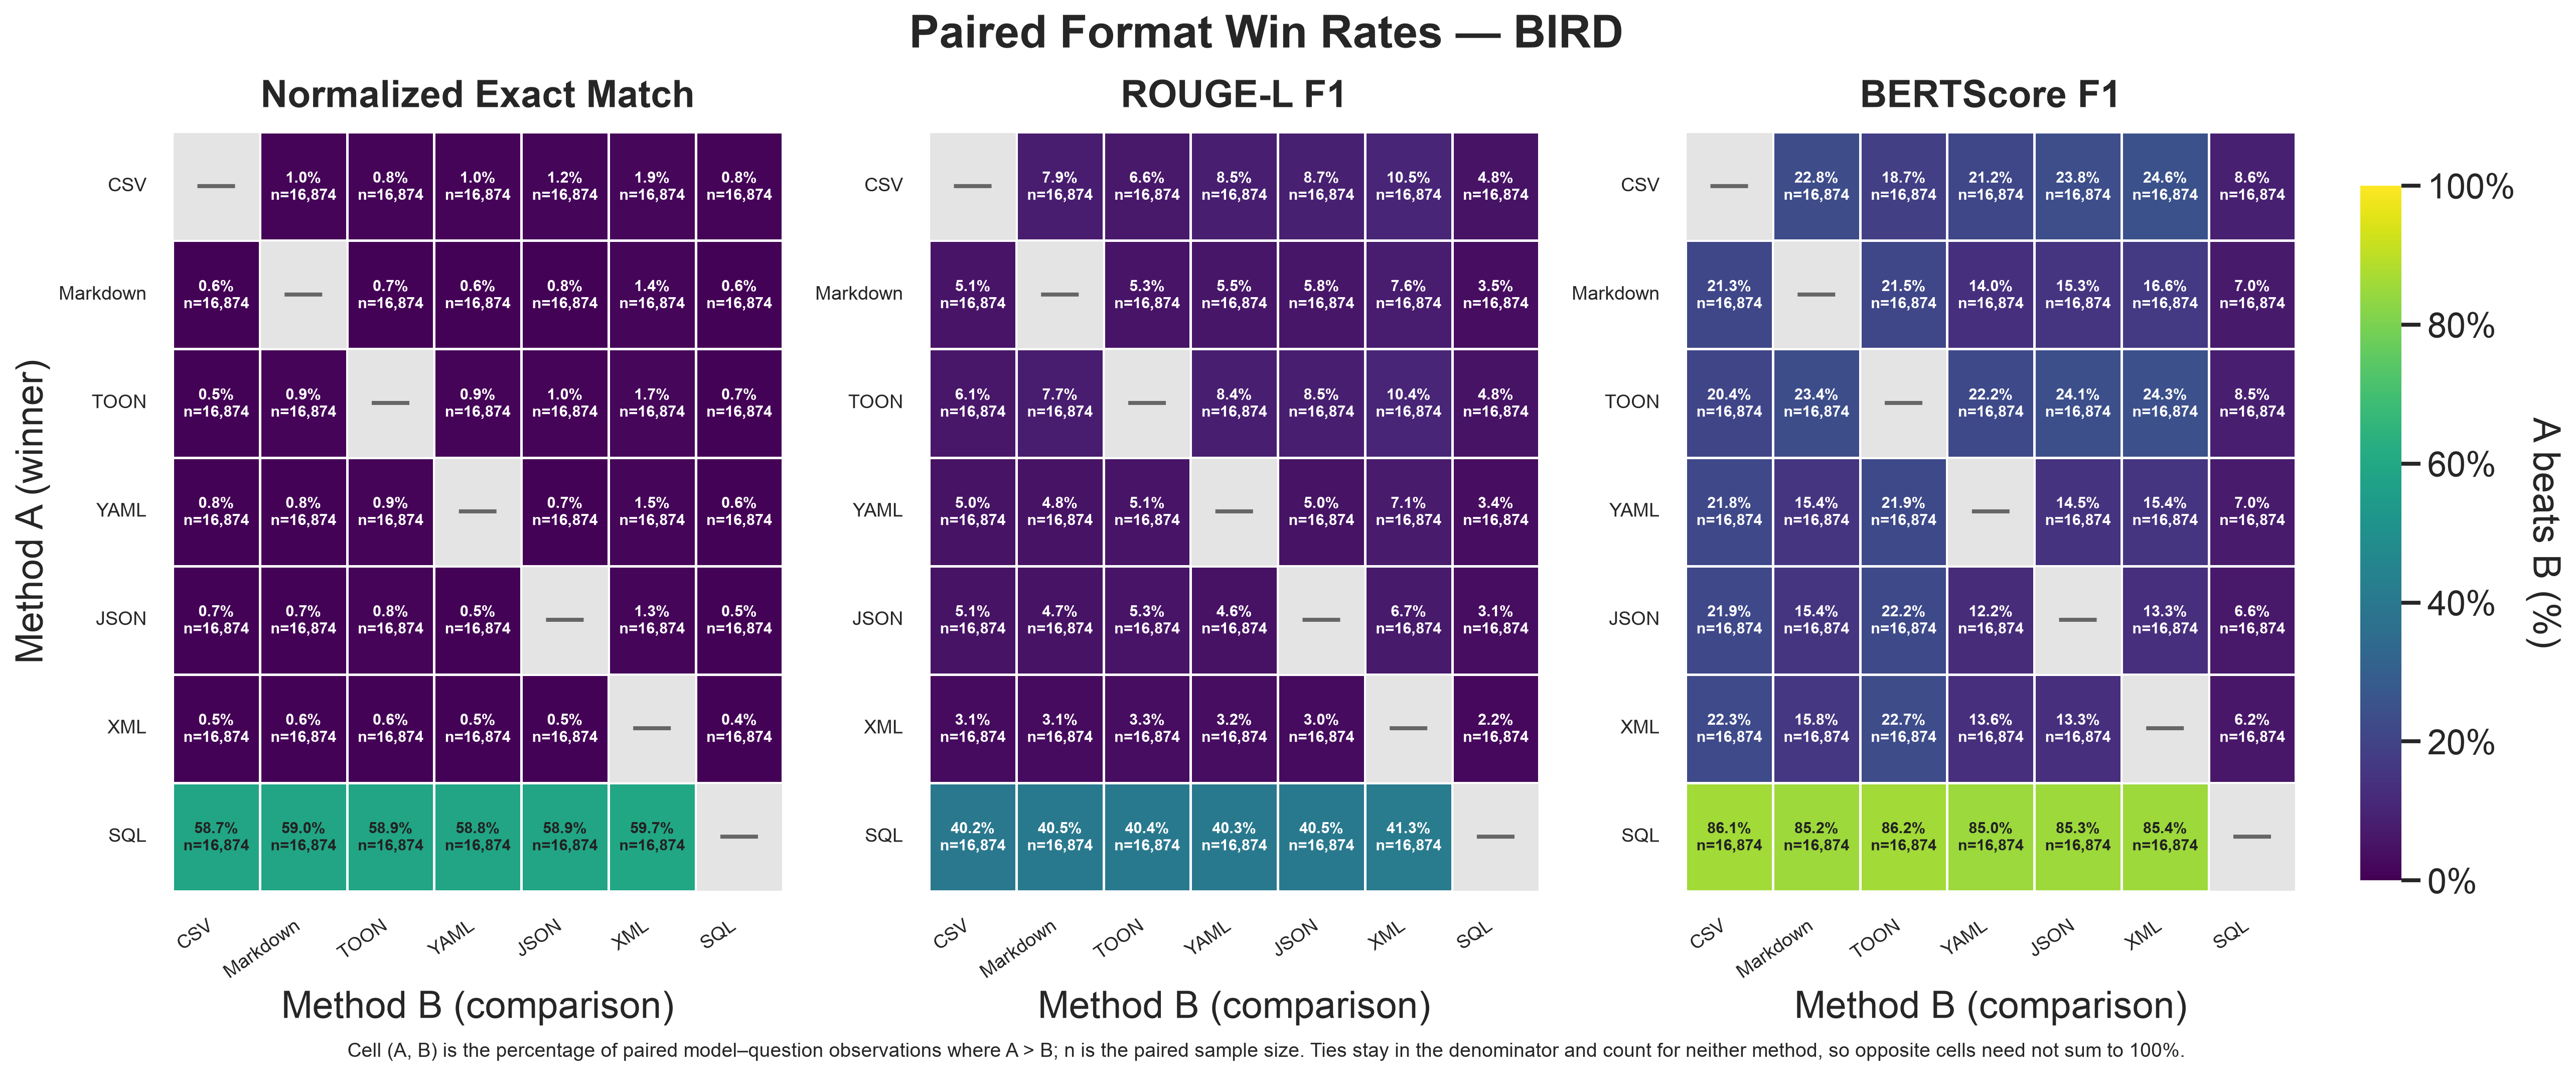 Paired Format Win Rates — BIRD
Normalized Exact Match
ROUGE-L F1
BERTScore F1
Method A (winner)
CSV
— 1.0% 0.8% 1.0% 1.2% 1.9% 0.8%
n=16,874 n=16,874 n=16,874 n=16,874 n=16,874 n=16,874
Markdown
0.6% — 0.7% 0.6% 0.8% 1.4% 0.6%
n=16,874 n=16,874 n=16,874 n=16,874 n=16,874 n=16,874
TOON
0.5% 0.9% — 0.9% 1.0% 1.7% 0.7%
n=16,874 n=16,874 n=16,874 n=16,874 n=16,874 n=16,874
YAML
0.8% 0.8% 0.9% — 0.7% 1.5% 0.6%
n=16,874 n=16,874 n=16,874 n=16,874 n=16,874 n=16,874
JSON
0.7% 0.7% 0.8% 0.5% — 1.3% 0.5%
n=16,874 n=16,874 n=16,874 n=16,874 n=16,874 n=16,874
XML
0.5% 0.6% 0.6% 0.5% 0.5% — 0.4%
n=16,874 n=16,874 n=16,874 n=16,874 n=16,874 n=16,874
SQL
58.7% 59.0% 58.9% 58.8% 58.9% 59.7% —
n=16,874 n=16,874 n=16,874 n=16,874 n=16,874 n=16,874
CSV Markdown TOON YAML JSON XML SQL
Method B (comparison)
CSV
— 7.9% 6.6% 8.5% 8.7% 10.5% 4.8%
n=16,874 n=16,874 n=16,874 n=16,874 n=16,874 n=16,874
Markdown
5.1% — 5.3% 5.5% 5.8% 7.6% 3.5%
n=16,874 n=16,874 n=16,874 n=16,874 n=16,874 n=16,874
TOON
6.1% 7.7% — 8.4% 8.5% 10.4% 4.8%
n=16,874 n=16,874 n=16,874 n=16,874 n=16,874 n=16,874
YAML
5.0% 4.8% 5.1% — 5.0% 7.1% 3.4%
n=16,874 n=16,874 n=16,874 n=16,874 n=16,874 n=16,874
JSON
5.1% 4.7% 5.3% 4.6% — 6.7% 3.1%
n=16,874 n=16,874 n=16,874 n=16,874 n=16,874 n=16,874
XML
3.1% 3.1% 3.3% 3.2% 3.0% — 2.2%
n=16,874 n=16,874 n=16,874 n=16,874 n=16,874 n=16,874
SQL
40.2% 40.5% 40.4% 40.3% 40.5% 41.3% —
n=16,874 n=16,874 n=16,874 n=16,874 n=16,874 n=16,874
CSV Markdown TOON YAML JSON XML SQL
Method B (comparison)
CSV
— 22.8% 18.7% 21.2% 23.8% 24.6% 8.6%
n=16,874 n=16,874 n=16,874 n=16,874 n=16,874 n=16,874
Markdown
21.3% — 21.5% 14.0% 15.3% 16.6% 7.0%
n=16,874 n=16,874 n=16,874 n=16,874 n=16,874 n=16,874
TOON
20.4% 23.4% — 22.2% 24.1% 24.3% 8.5%
n=16,874 n=16,874 n=16,874 n=16,874 n=16,874 n=16,874
YAML
21.8% 15.4% 21.9% — 14.5% 15.4% 7.0%
n=16,874 n=16,874 n=16,874 n=16,874 n=16,874 n=16,874
JSON
21.9% 15.4% 22.2% 12.2% — 13.3% 6.6%
n=16,874 n=16,874 n=16,874 n=16,874 n=16,874 n=16,874
XML
22.3% 15.8% 22.7% 13.6% 13.3% — 6.2%
n=16,874 n=16,874 n=16,874 n=16,874 n=16,874 n=16,874
SQL
86.1% 85.2% 86.2% 85.0% 85.3% 85.4% —
n=16,874 n=16,874 n=16,874 n=16,874 n=16,874 n=16,874
CSV Markdown TOON YAML JSON XML SQL
Method B (comparison)
100%
80%
60%
40%
20%
0%
A beats B (%)
Cell (A, B) is the percentage of paired model–question observations where A > B; n is the paired sample size. Ties stay in the denominator and count for neither method, so opposite cells need not sum to 100%.